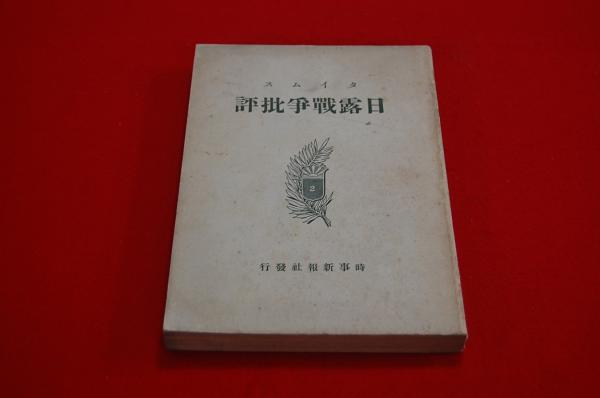 タイムス
日露戰爭批評
2
時事新報社發行